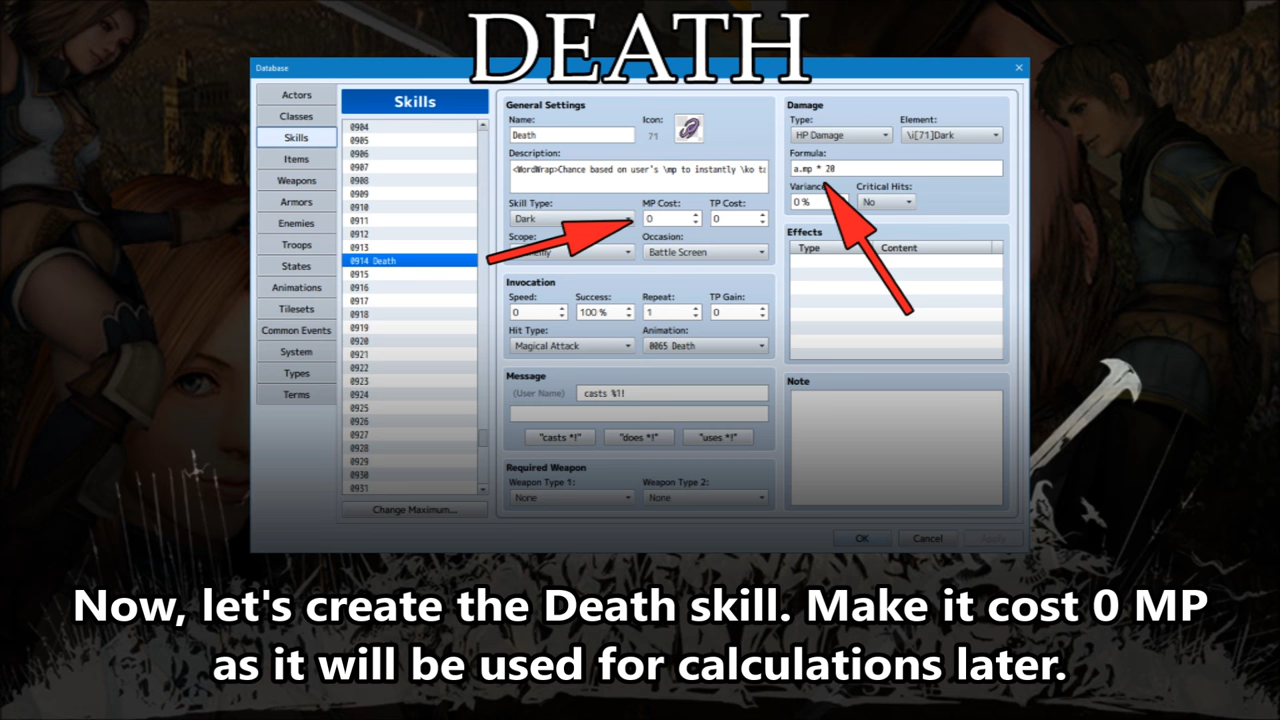 DEATH
Database
Actors
Classes
Skills
Items
Weapons
Armors
Enemies
Troops
States
Animations
Tilesets
Common Events
System
Types
Terms
Skills
0904
0905
0906
0907
0908
0909
0910
0911
0912
0913
0914 Death
0915
0916
0917
0918
0919
0920
0921
0922
0923
0924
0925
0926
0927
0928
0929
0930
0931
Change Maximum...
General Settings
Name: Icon:
Death 71
Description:
<WordWrap>Chance based on user's \mp to instantly \ko ta
Skill Type: MP Cost: TP Cost:
Dark 0 0
Scope: Occasion:
Battle Screen
Invocation
Speed: Success: Repeat: TP Gain:
0 100 % 1 0
Hit Type: Animation:
Magical Attack 0065 Death
Message
(User Name) casts %1!
"casts *!" "does *!" "uses *!"
Required Weapon
Weapon Type 1: Weapon Type 2:
None None
Damage
Type: Element:
HP Damage \i[71]Dark
Formula:
a.mp * 20
Critical Hits:
0 % No
Effects
Type Content
Note
OK Cancel Apply
Now, let's create the Death skill. Make it cost 0 MP
as it will be used for calculations later.